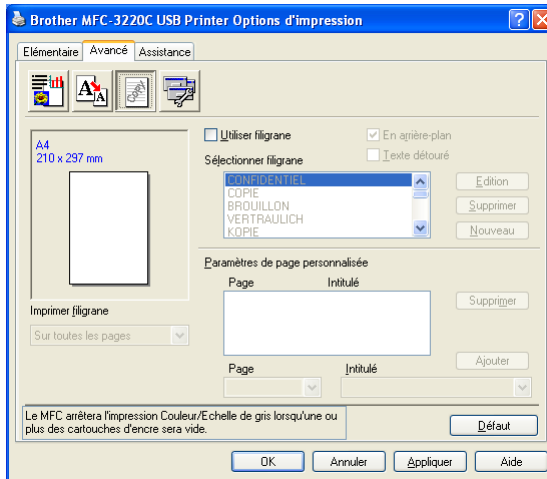 Brother MFC-3220C USB Printer Options d'impression
Elémentaire Avancé Assistance
A4
210 x 297 mm
Imprimer filigrane
Sur toutes les pages
Utiliser filigrane
En arrière-plan
Texte détouré
Sélectionner filigrane
CONFIDENTIEL
COPIE
BROUILLON
VERTRAULICH
KOPIE
Edition
Supprimer
Nouveau
Paramètres de page personnalisée
Page Intitulé
Supprimer
Ajouter
Page Intitulé
Le MFC arrêtera l'impression Couleur/Echelle de gris lorsqu'une ou
plus des cartouches d'encre sera vide.
Défaut
OK Annuler Appliquer Aide